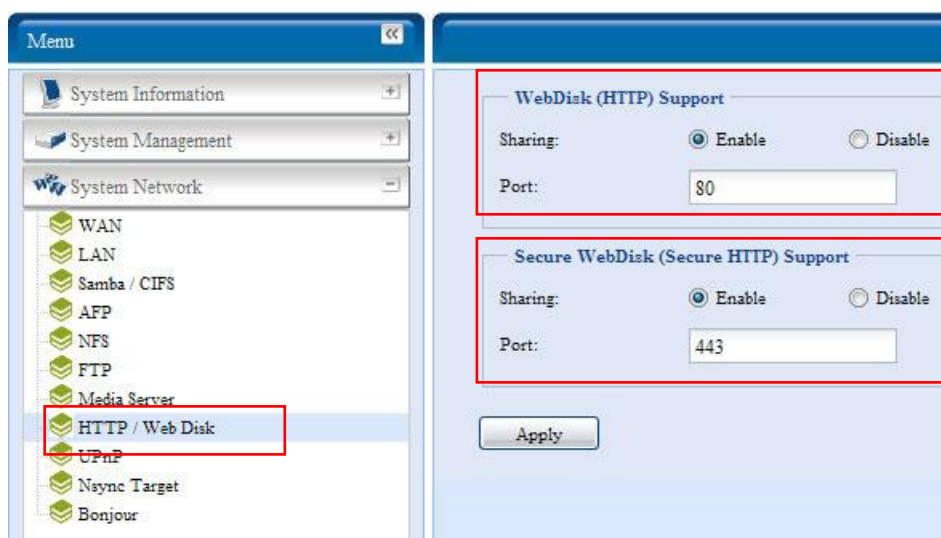 Menu
System Information
System Management
System Network
WAN
LAN
Samba / CIFS
AFP
NFS
FTP
Media Server
HTTP / Web Disk
UPnP
Nsync Target
Bonjour
WebDisk (HTTP) Support
Sharing: Enable Disable
Port: 80
Secure WebDisk (Secure HTTP) Support
Sharing: Enable Disable
Port: 443
Apply